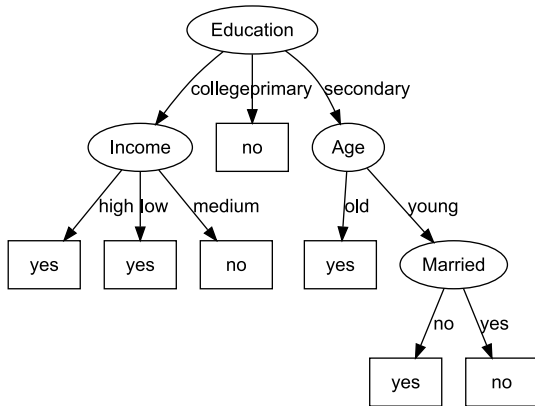 Education
college primary secondary
Income no Age
high low medium old young
yes yes no yes Married
no yes
yes no